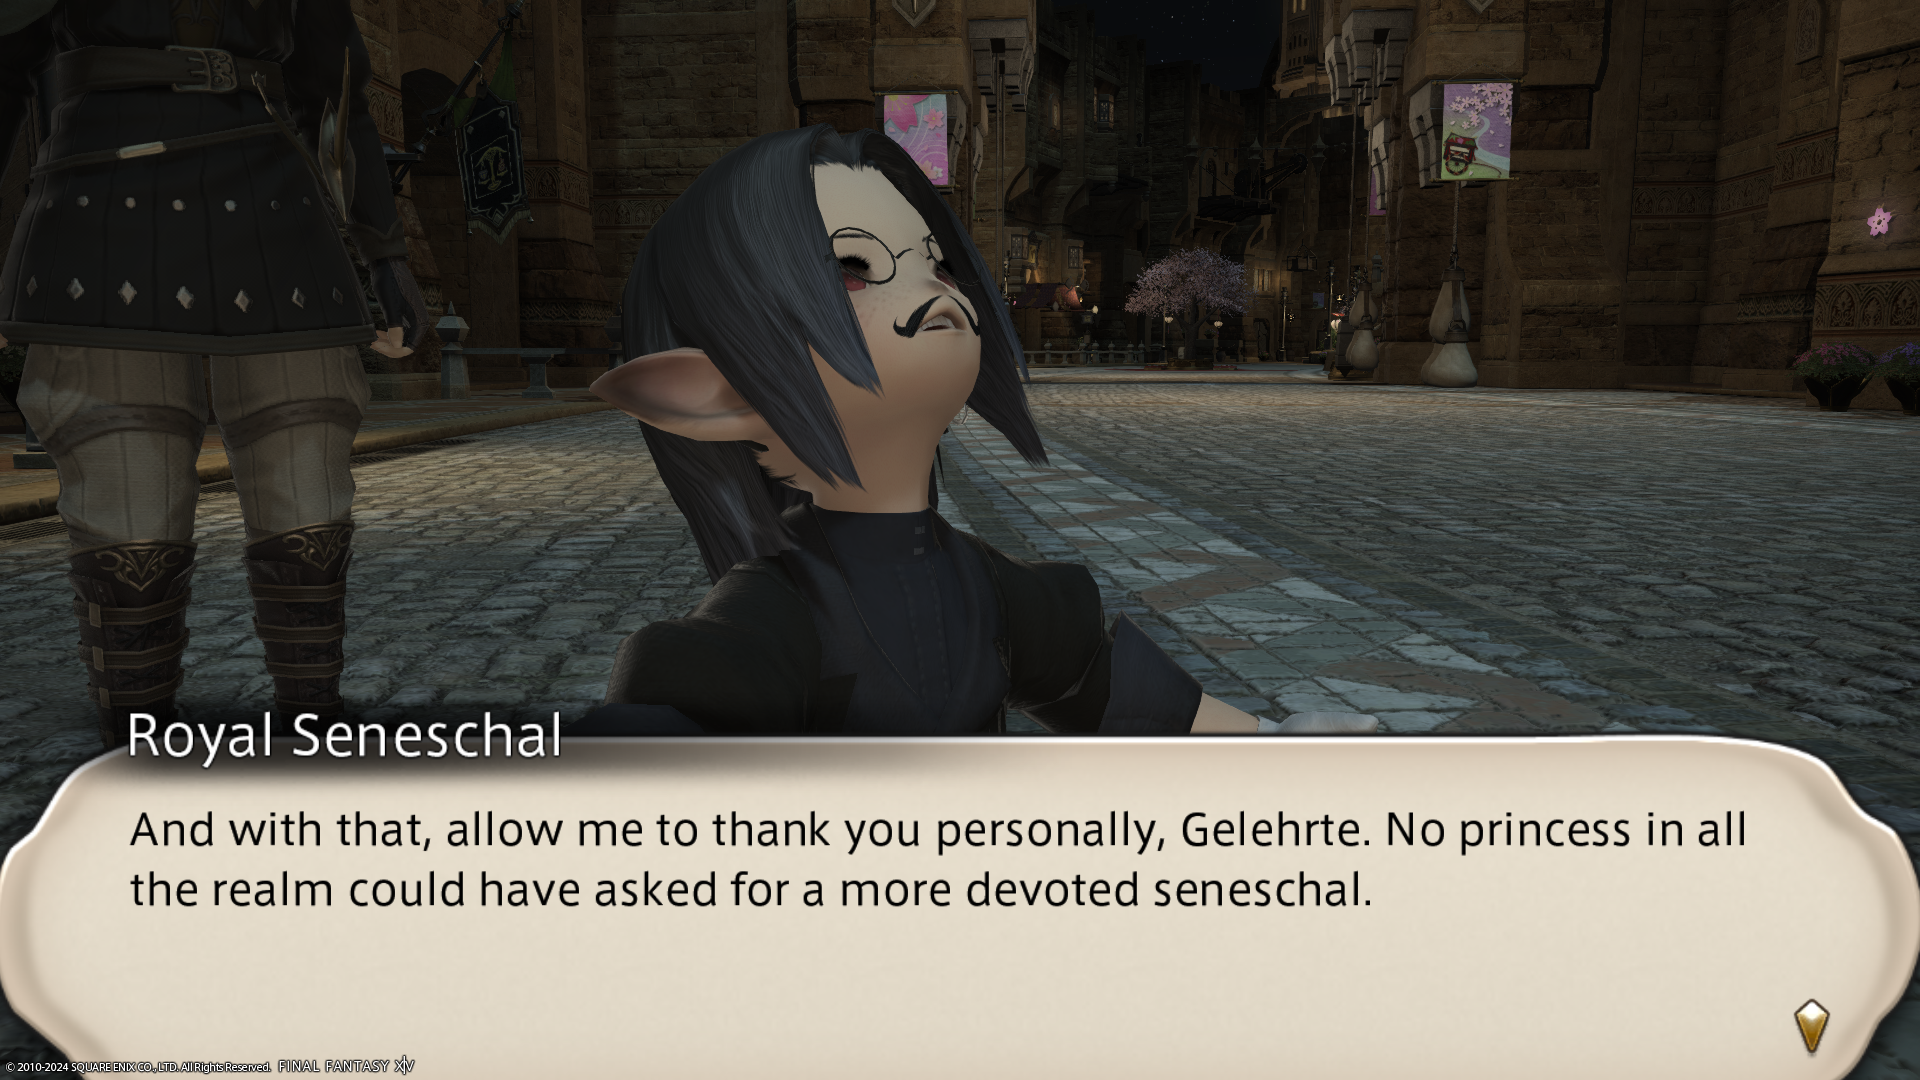 Royal Seneschal
And with that, allow me to thank you personally, Gelehrte. No princess in all
the realm could have asked for a more devoted seneschal.
© 2010-2024 SQUARE ENIX CO., LTD. All Rights Reserved. FINAL FANTASY XIV